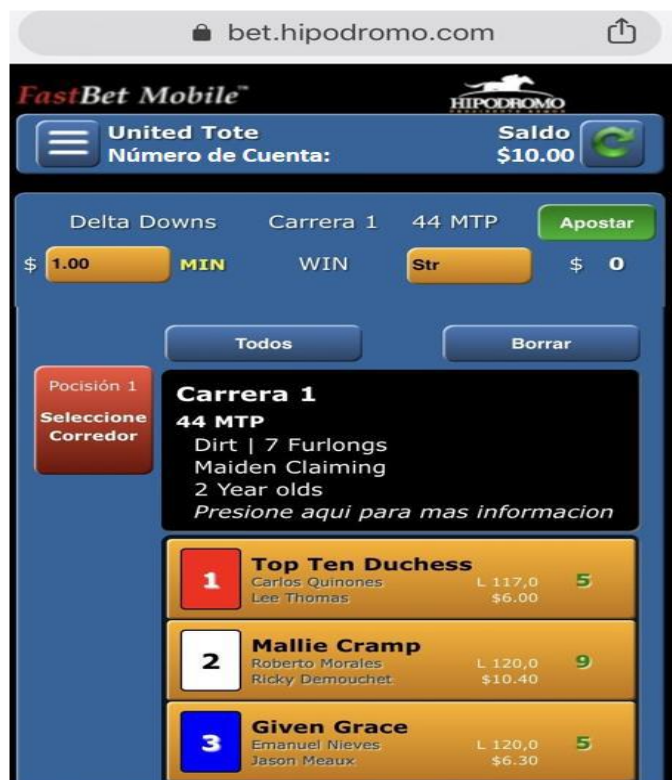 bet.hipodromo.com
FastBet Mobile™
HIPODROMO
PRESIDENTE REMON
United Tote
Saldo
Número de Cuenta:
$10.00
Delta Downs Carrera 1 44 MTP Apostar
$ 1.00 MIN WIN Str $ 0
Todos Borrar
Pocisión 1
Seleccione
Corredor
Carrera 1
44 MTP
Dirt | 7 Furlongs
Maiden Claiming
2 Year olds
Presione aqui para mas informacion
1 Top Ten Duchess
Carlos Quinones L 117,0 5
Lee Thomas $6.00
2 Mallie Cramp
Roberto Morales L 120,0 9
Ricky Demouchet $10.40
3 Given Grace
Emanuel Nieves L 120,0 5
Jason Meaux $6.30